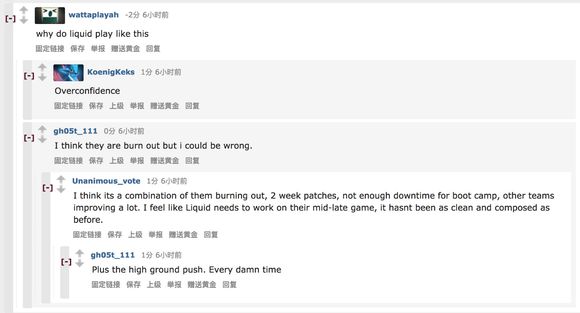 [-] wattaplayah -2分 6小时前
why do liquid play like this
固定链接 保存 举报 赠送黄金 回复
[-] KoenigKeks 1分 6小时前
Overconfidence
固定链接 保存 上级 举报 赠送黄金 回复
[-] gh05t_111 0分 6小时前
I think they are burn out but i could be wrong.
固定链接 保存 上级 举报 赠送黄金 回复
[-] Unanimous_vote 1分 6小时前
I think its a combination of them burning out, 2 week patches, not enough downtime for boot camp, other teams
improving a lot. I feel like Liquid needs to work on their mid-late game, it hasnt been as clean and composed as
before.
固定链接 保存 上级 举报 赠送黄金 回复
[-] gh05t_111 1分 6小时前
Plus the high ground push. Every damn time
固定链接 保存 上级 举报 赠送黄金 回复